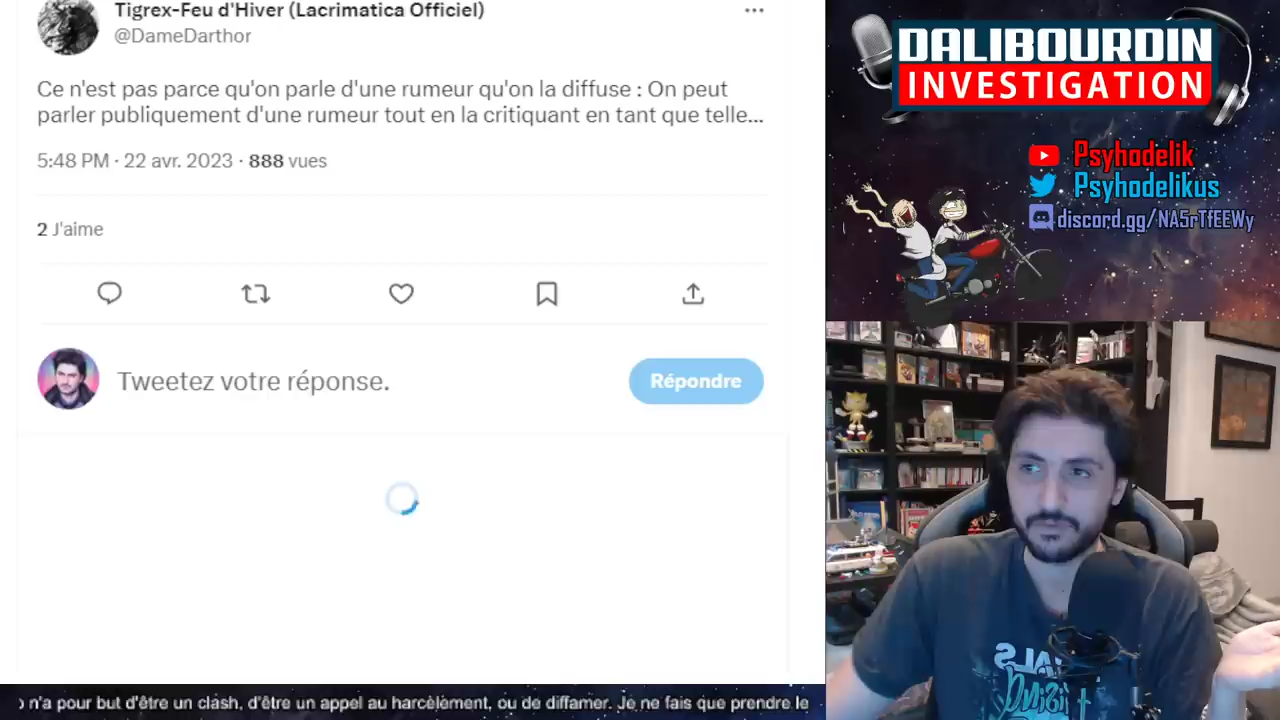 Tigrex-Feu d'Hiver (Lacrimatica Officiel)
@DameDarthor
Ce n'est pas parce qu'on parle d'une rumeur qu'on la diffuse : On peut
parler publiquement d'une rumeur tout en la critiquant en tant que telle...
5:48 PM · 22 avr. 2023 · 888 vues
2 J'aime
Tweetez votre réponse.
Répondre
DALIBOURDIN
INVESTIGATION
Psyhodelik
Psyhodelikus
discord.gg/NA5rTfEEWy
n'a pour but d'être un clash, d'être un appel au harcèlement, ou de diffamer. Je ne fais que prendre le